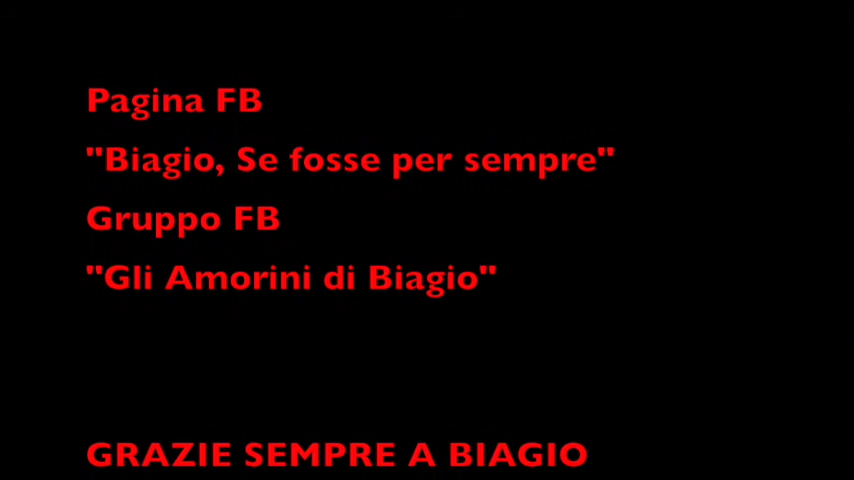 Pagina FB
"Biagio, Se fosse per sempre"
Gruppo FB
"Gli Amorini di Biagio"
GRAZIE SEMPRE A BIAGIO